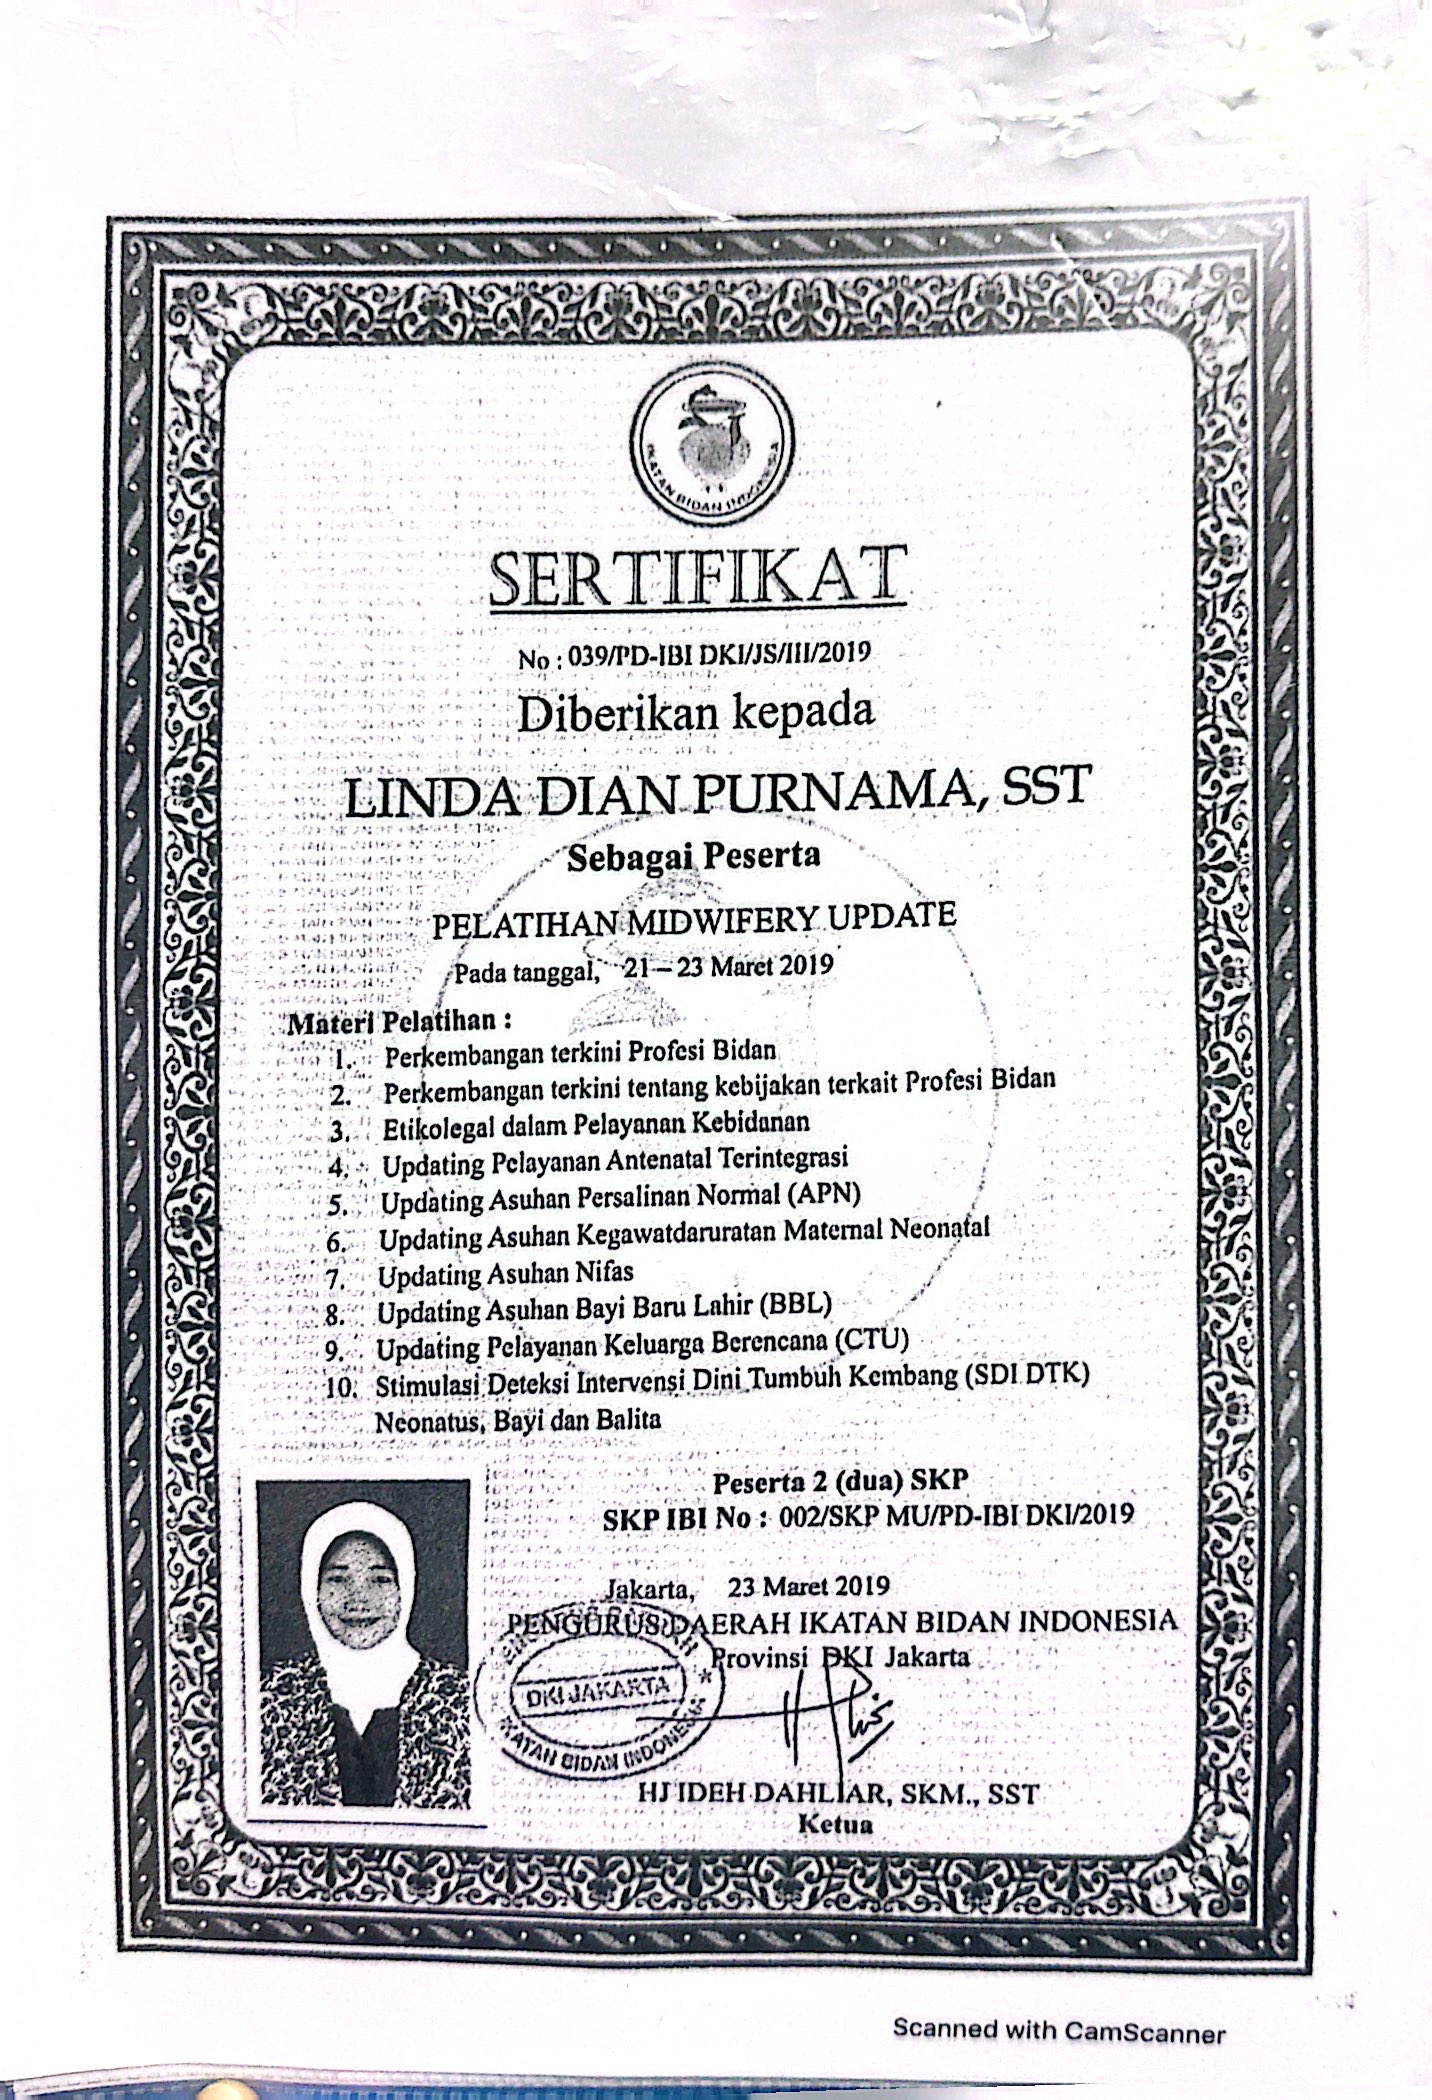 IKATAN BIDAN INDONESIA
SERTIFIKAT
No : 039/PD-IBI DKI/JS/III/2019
Diberikan kepada
LINDA DIAN PURNAMA, SST
Sebagai Peserta
PELATIHAN MIDWIFERY UPDATE
Pada tanggal, 21 – 23 Maret 2019
Materi Pelatihan :
1. Perkembangan terkini Profesi Bidan
2. Perkembangan terkini tentang kebijakan terkait Profesi Bidan
3. Etikolegal dalam Pelayanan Kebidanan
4. Updating Pelayanan Antenatal Terintegrasi
5. Updating Asuhan Persalinan Normal (APN)
6. Updating Asuhan Kegawatdaruratan Maternal Neonatal
7. Updating Asuhan Nifas
8. Updating Asuhan Bayi Baru Lahir (BBL)
9. Updating Pelayanan Keluarga Berencana (CTU)
10. Stimulasi Deteksi Intervensi Dini Tumbuh Kembang (SDI DTK)
Neonatus, Bayi dan Balita
Peserta 2 (dua) SKP
SKP IBI No : 002/SKP MU/PD-IBI DKI/2019
Jakarta, 23 Maret 2019
PENGURUS DAERAH IKATAN BIDAN INDONESIA
Provinsi DKI Jakarta
DKI JAKARTA
IKATAN BIDAN INDONESIA
HJ IDEH DAHLIAR, SKM., SST
Ketua
Scanned with CamScanner